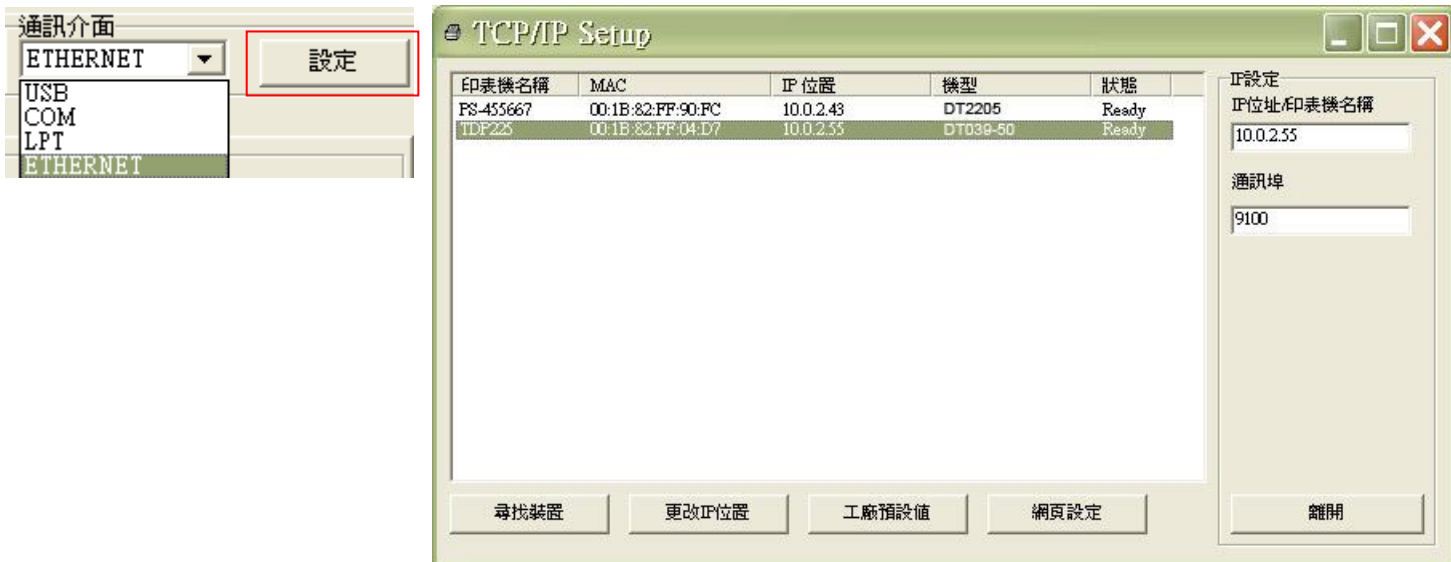 通訊介面
ETHERNET
設定
USB
COM
LPT
ETHERNET
TCP/IP Setup
印表機名稱 MAC IP 位置 機型 狀態
PS-455667 00:1B:82:FF:90:FC 10.0.2.43 DT2205 Ready
TDP225 00:1B:82:FF:04:D7 10.0.2.55 DT039-50 Ready
IP設定
IP位址/印表機名稱
10.0.2.55
通訊埠
9100
尋找裝置 更改IP位置 工廠預設值 網頁設定 離開